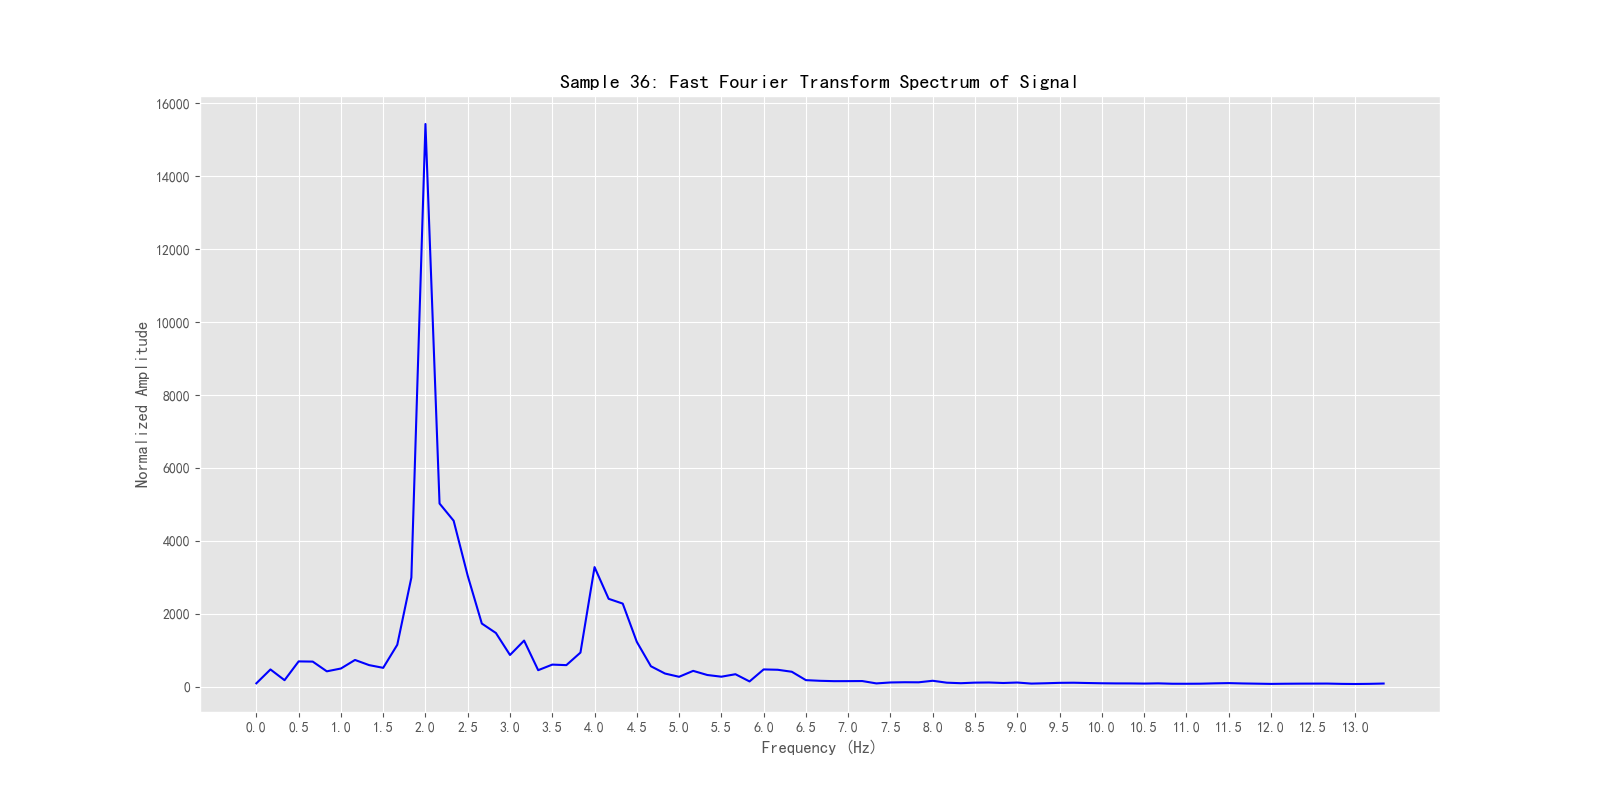 Sample 36: Fast Fourier Transform Spectrum of Signal
16000
14000
12000
10000
8000
6000
4000
2000
0
Normalized Amplitude
0.0 0.5 1.0 1.5 2.0 2.5 3.0 3.5 4.0 4.5 5.0 5.5 6.0 6.5 7.0 7.5 8.0 8.5 9.0 9.5 10.0 10.5 11.0 11.5 12.0 12.5 13.0
Frequency (Hz)